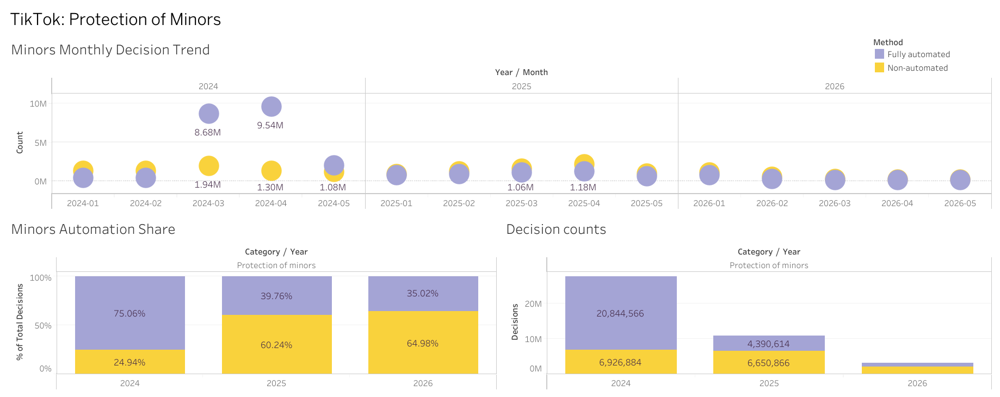 TikTok: Protection of Minors
Minors Monthly Decision Trend
Method
Fully automated
Non-automated
Year / Month
2024
2025
2026
Count
10M
5M
0M
8.68M
9.54M
1.94M
1.30M
1.08M
1.06M
1.18M
2024-01
2024-02
2024-03
2024-04
2024-05
2025-01
2025-02
2025-03
2025-04
2025-05
2026-01
2026-02
2026-03
2026-04
2026-05
Minors Automation Share
Category / Year
Protection of minors
% of Total Decisions
100%
50%
0%
75.06%
24.94%
39.76%
60.24%
35.02%
64.98%
2024
2025
2026
Decision counts
Category / Year
Protection of minors
Decisions
20M
10M
0M
20,844,566
6,926,884
4,390,614
6,650,866
2024
2025
2026